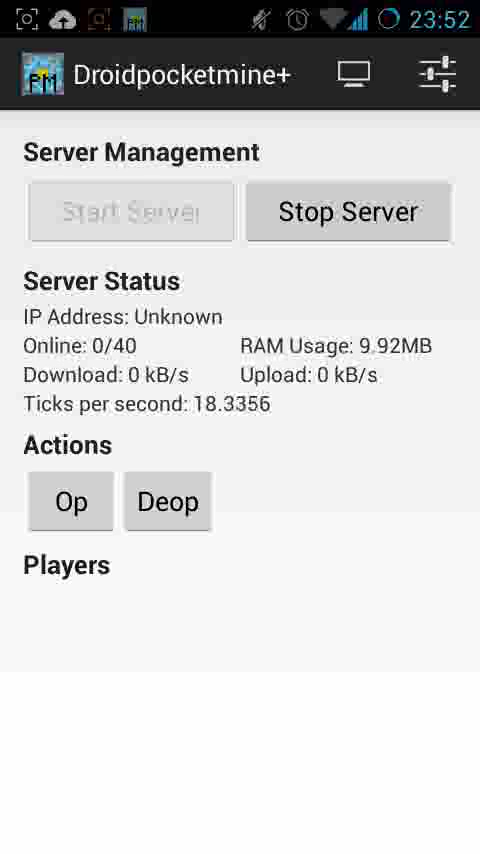 23:52
Droidpocketmine+
Server Management
Start Server Stop Server
Server Status
IP Address: Unknown
Online: 0/40 RAM Usage: 9.92MB
Download: 0 kB/s Upload: 0 kB/s
Ticks per second: 18.3356
Actions
Op Deop
Players